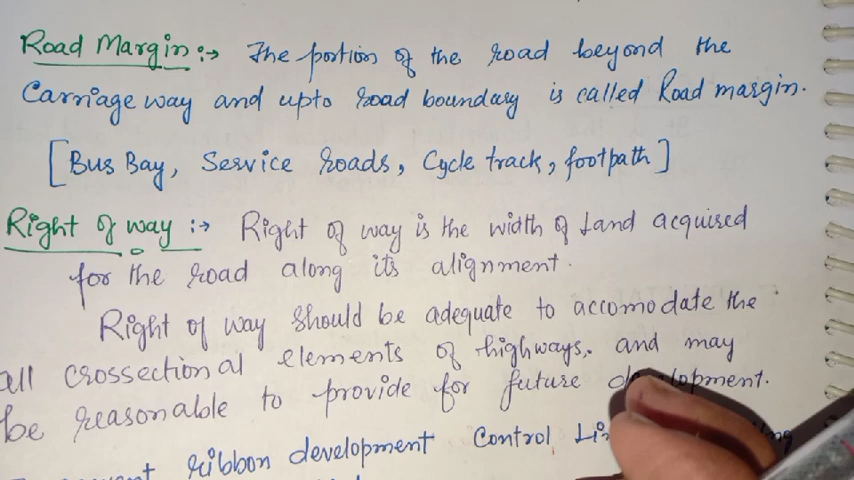 Road Margin :→ The portion of the road beyond the
Carriage way and upto road boundary is called Road margin.
[Bus Bay, Service roads, Cycle track, footpath]
Right of way :→ Right of way is the width of Land acquired
for the road along its alignment.
Right of way should be adequate to accomodate the
all crossectional elements of highways. and may
be reasonable to provide for future development.
ribbon development Control